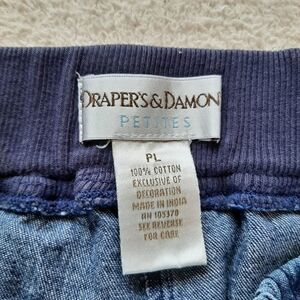 DRAPER'S & DAMON
PETITES
PL
100% COTTON
EXCLUSIVE OF
DECORATION
MADE IN INDIA
RN 105370
SEE REVERSE
FOR CARE